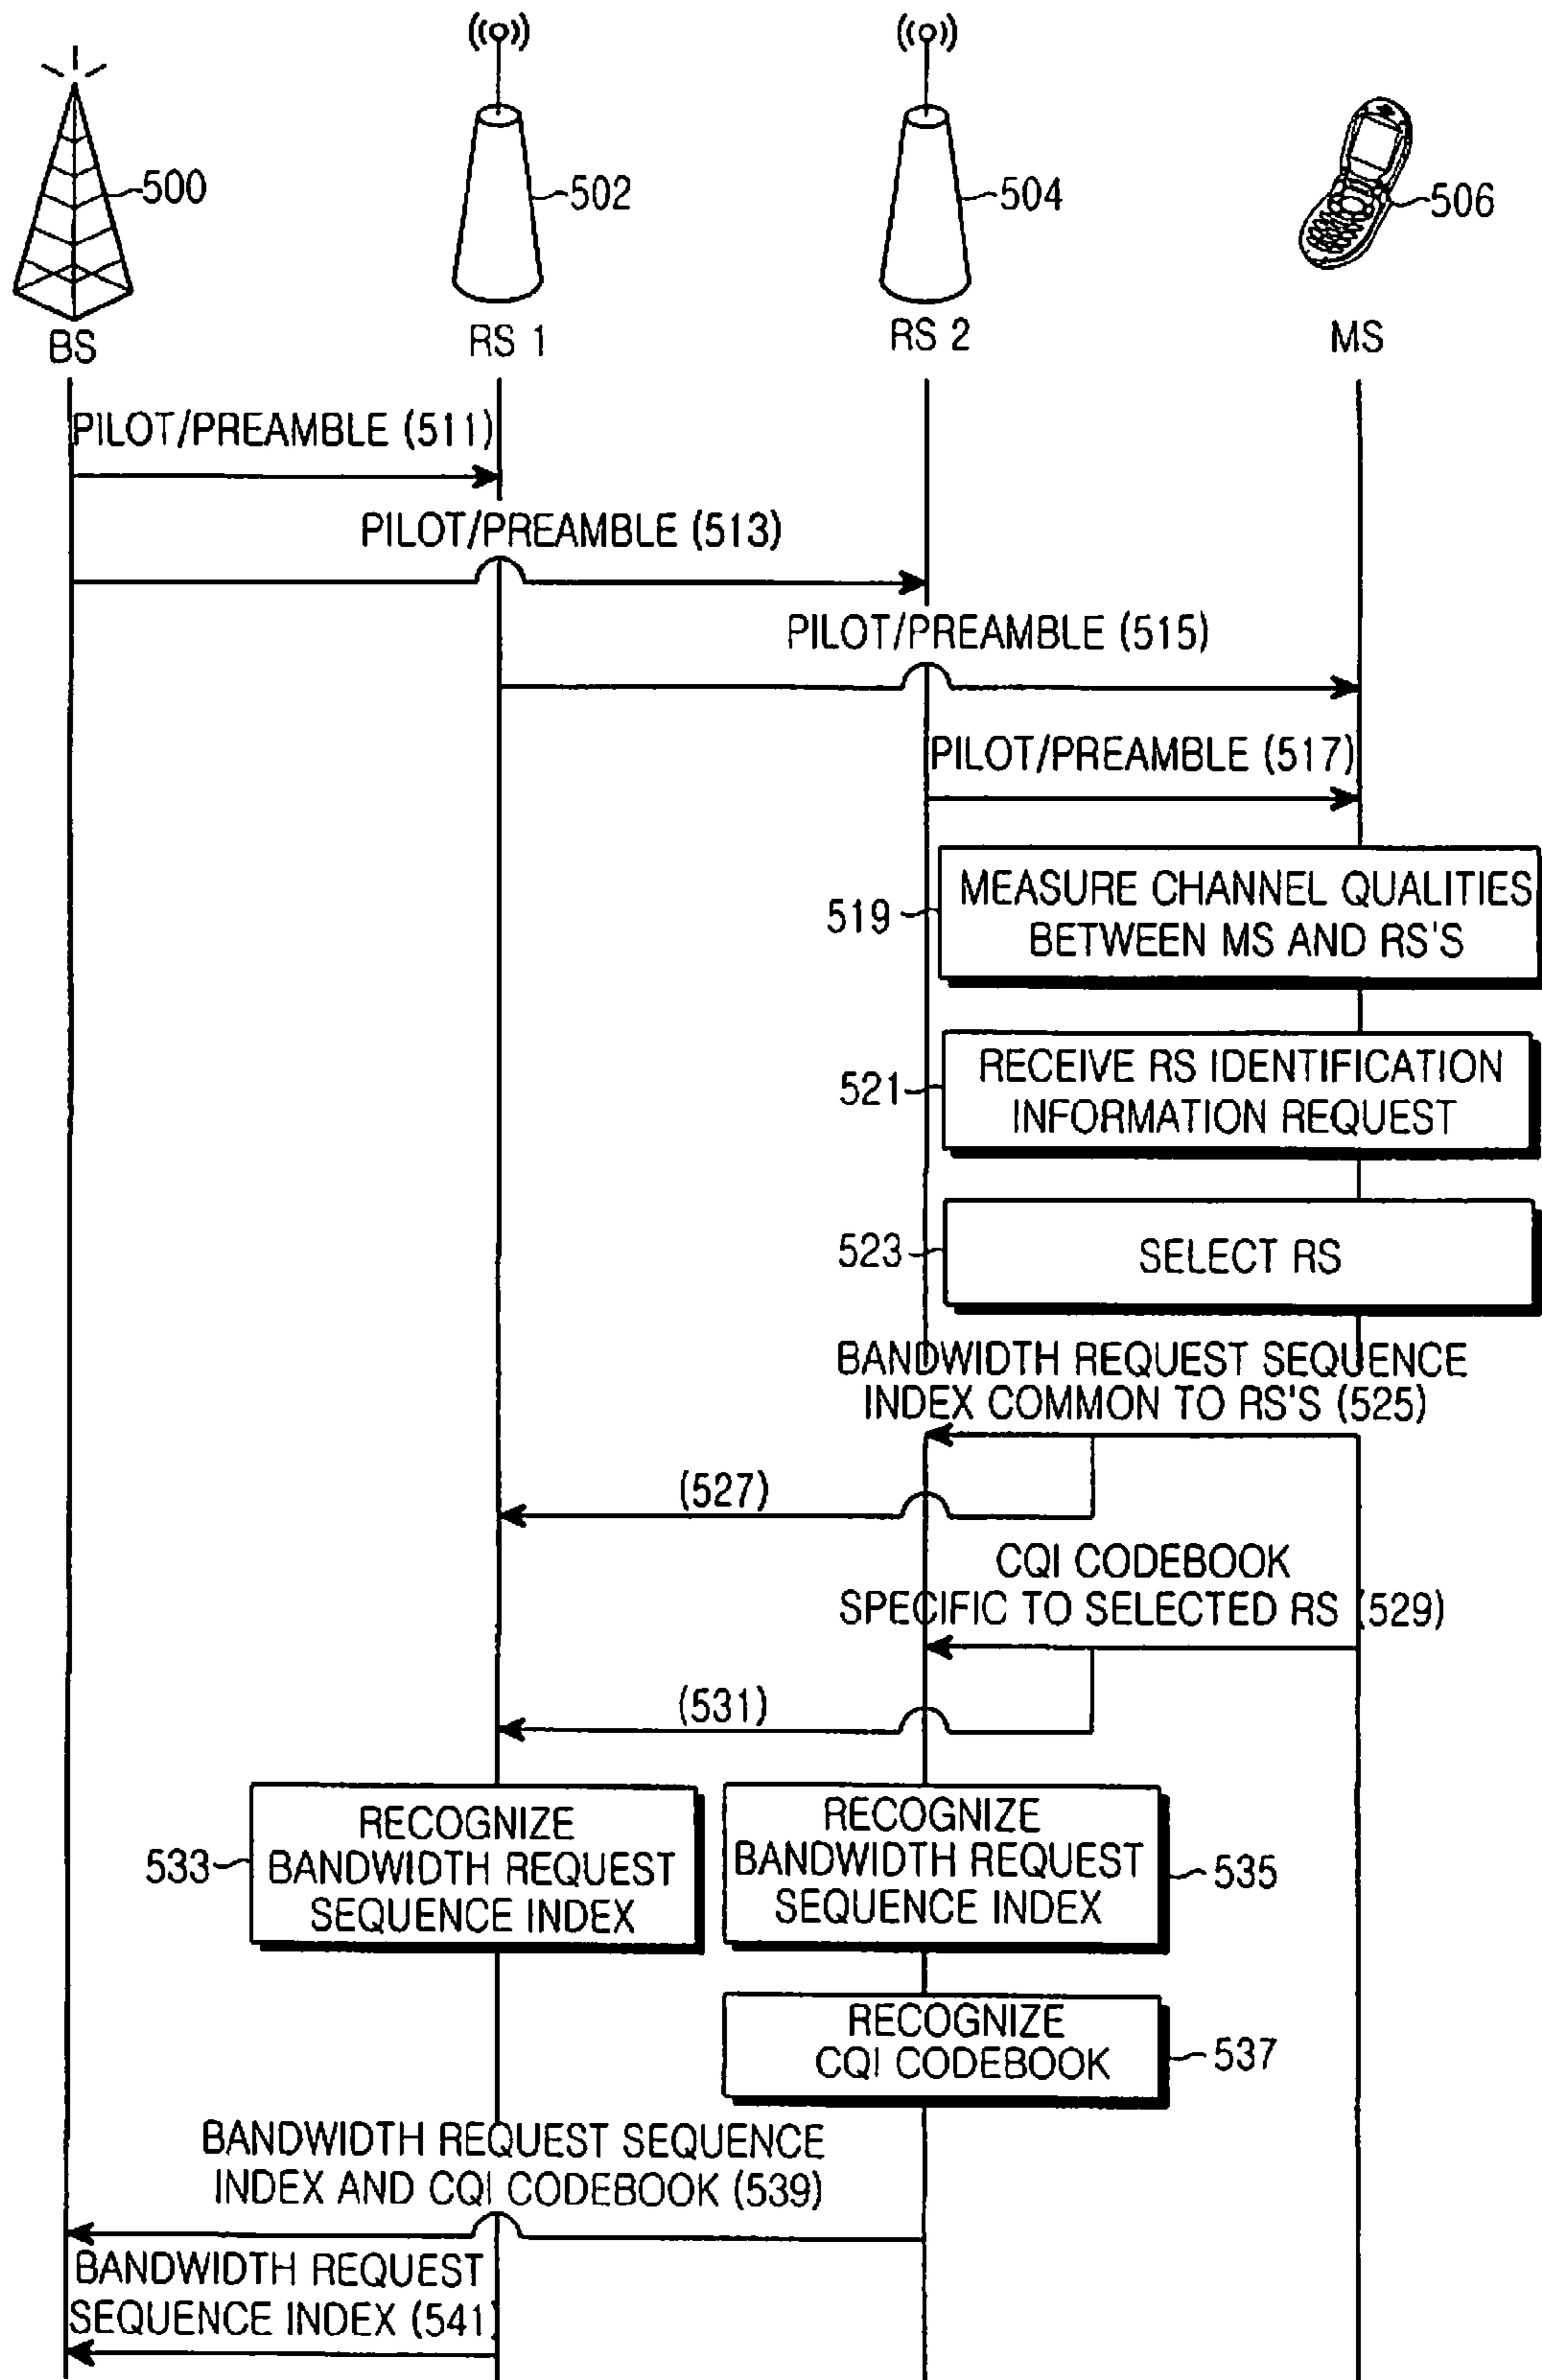 500
502
504
506
BS
RS 1
RS 2
MS
PILOT/PREAMBLE (511)
PILOT/PREAMBLE (513)
PILOT/PREAMBLE (515)
PILOT/PREAMBLE (517)
519
MEASURE CHANNEL QUALITIES
BETWEEN MS AND RS'S
521
RECEIVE RS IDENTIFICATION
INFORMATION REQUEST
523
SELECT RS
BANDWIDTH REQUEST SEQUENCE
INDEX COMMON TO RS'S (525)
(527)
CQI CODEBOOK
SPECIFIC TO SELECTED RS (529)
(531)
533
RECOGNIZE
BANDWIDTH REQUEST
SEQUENCE INDEX
RECOGNIZE
BANDWIDTH REQUEST
SEQUENCE INDEX
535
RECOGNIZE
CQI CODEBOOK
537
BANDWIDTH REQUEST SEQUENCE
INDEX AND CQI CODEBOOK (539)
BANDWIDTH REQUEST
SEQUENCE INDEX (541)